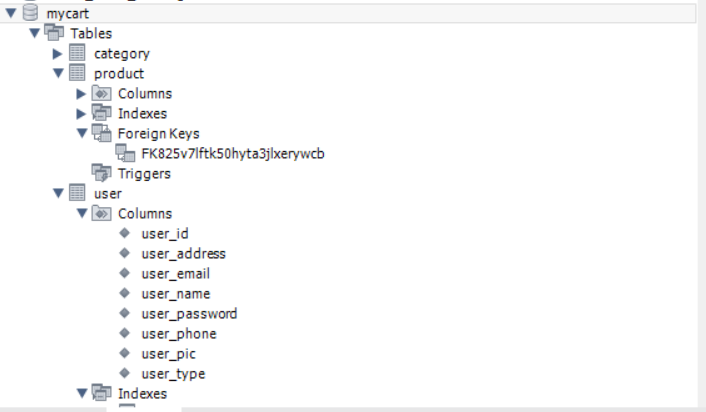 mycart
Tables
category
product
Columns
Indexes
Foreign Keys
FK825v7lftk50hyta3jlxerywcb
Triggers
user
Columns
user_id
user_address
user_email
user_name
user_password
user_phone
user_pic
user_type
Indexes